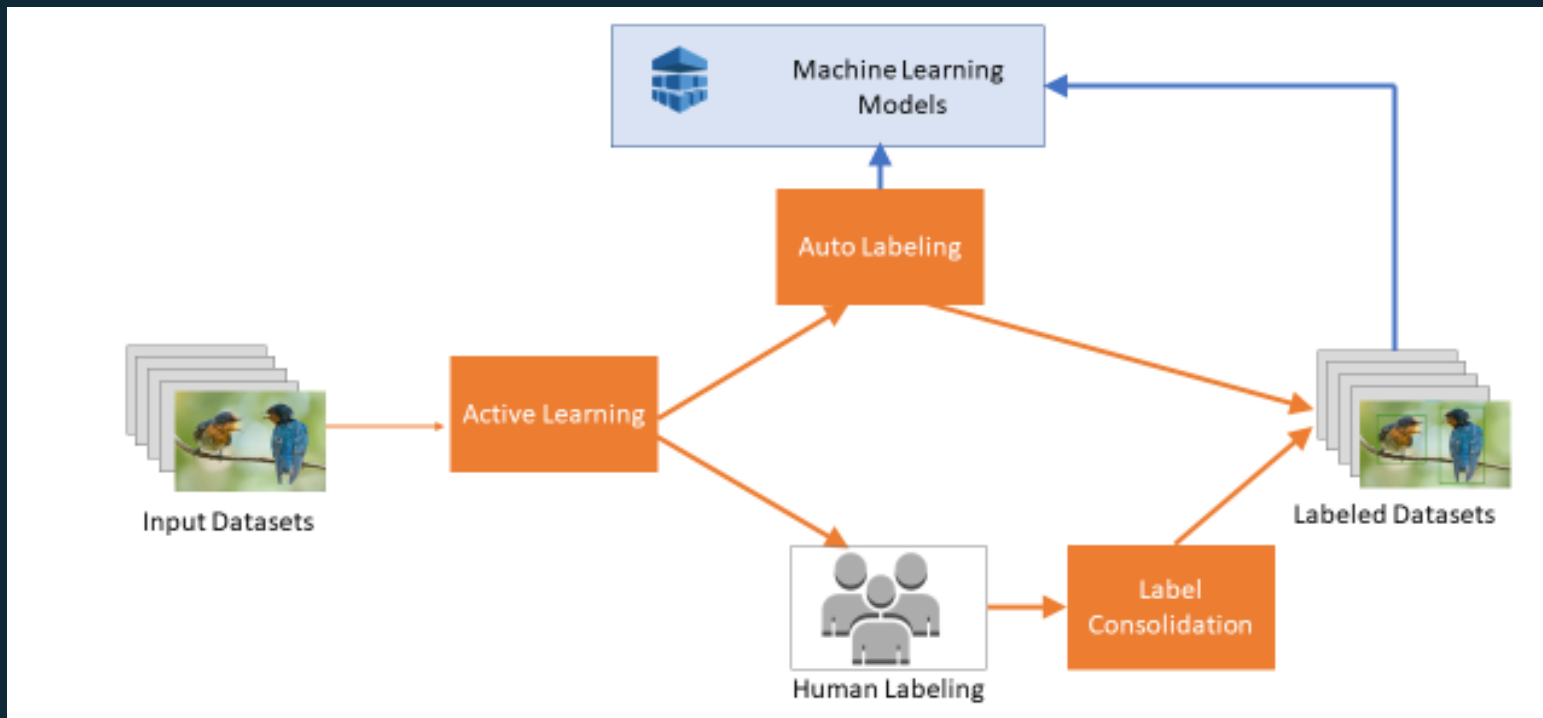 Machine Learning
Models
Auto Labeling
Active Learning
Input Datasets
Labeled Datasets
Label
Consolidation
Human Labeling